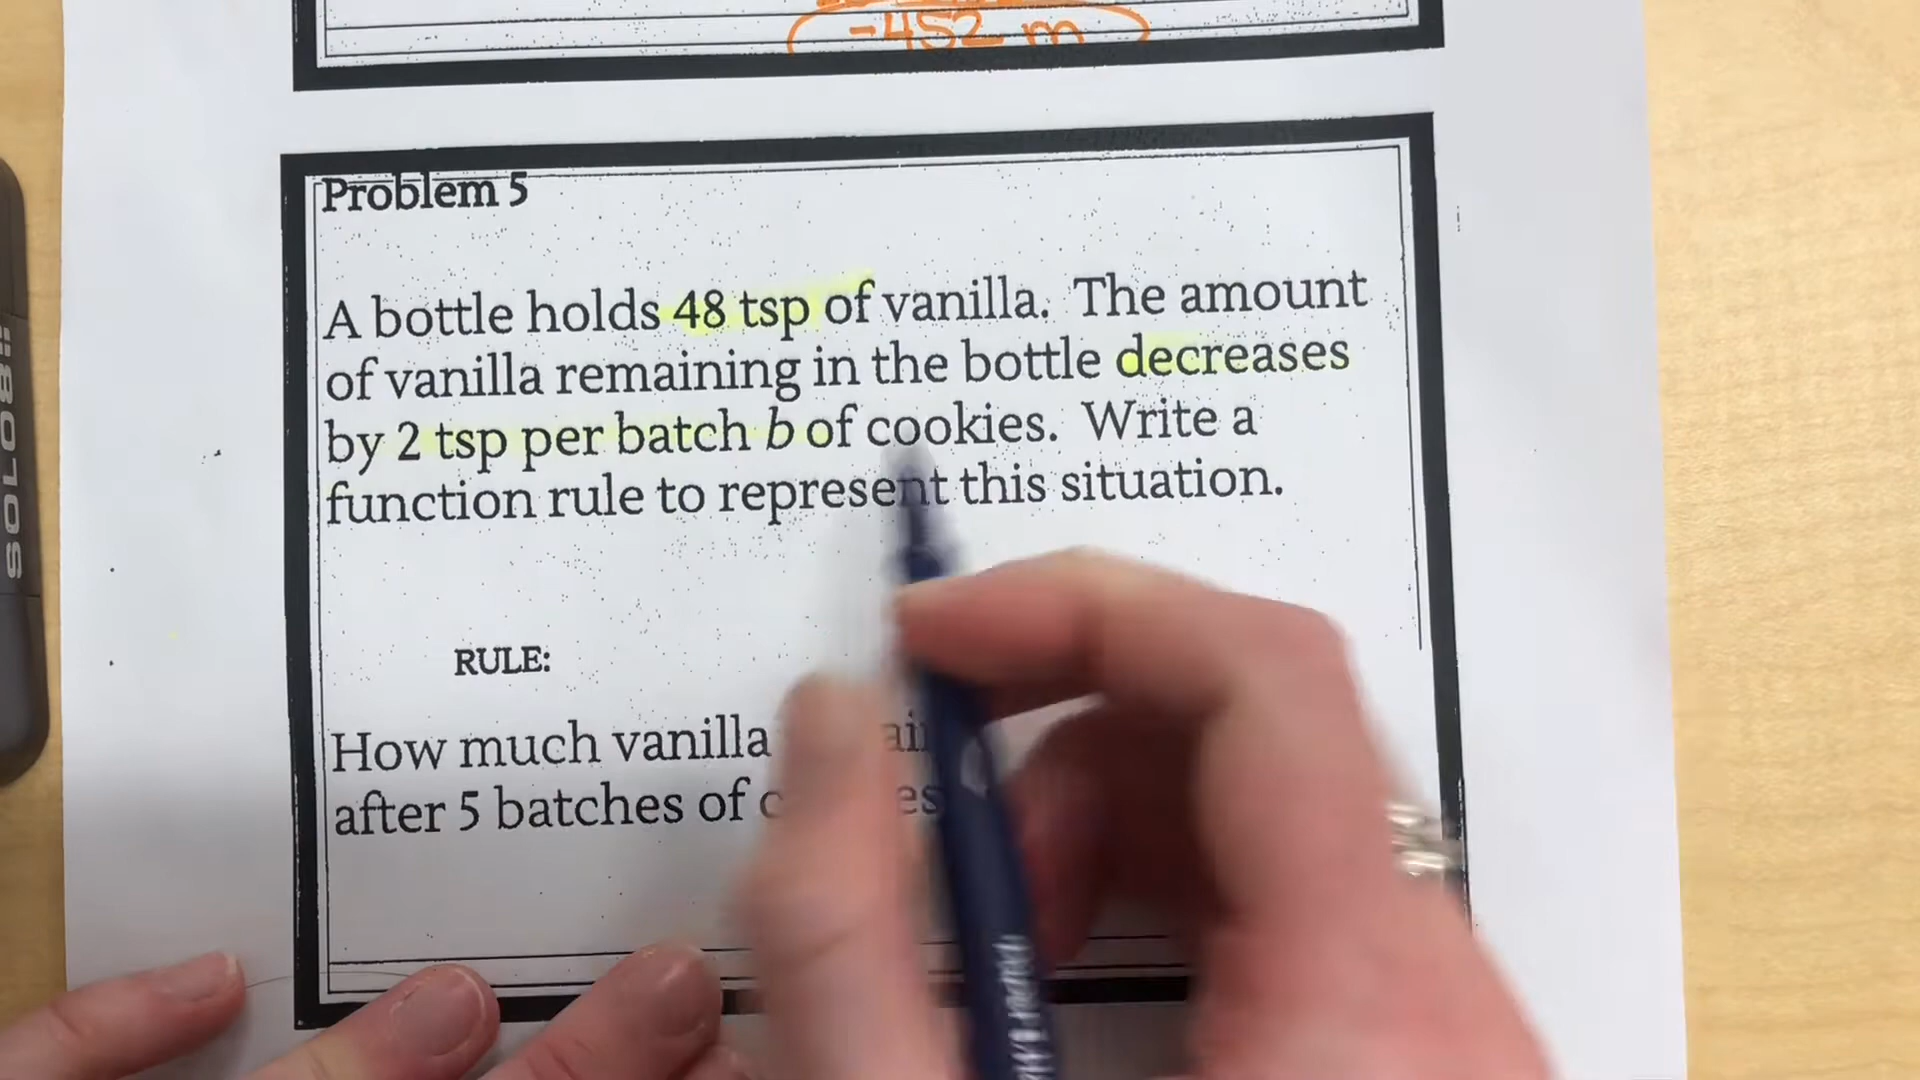 -452 m
Problem 5
A bottle holds 48 tsp of vanilla. The amount
of vanilla remaining in the bottle decreases
by 2 tsp per batch b of cookies. Write a
function rule to represent this situation.
RULE:
How much vanilla
after 5 batches of
SOLO8!!